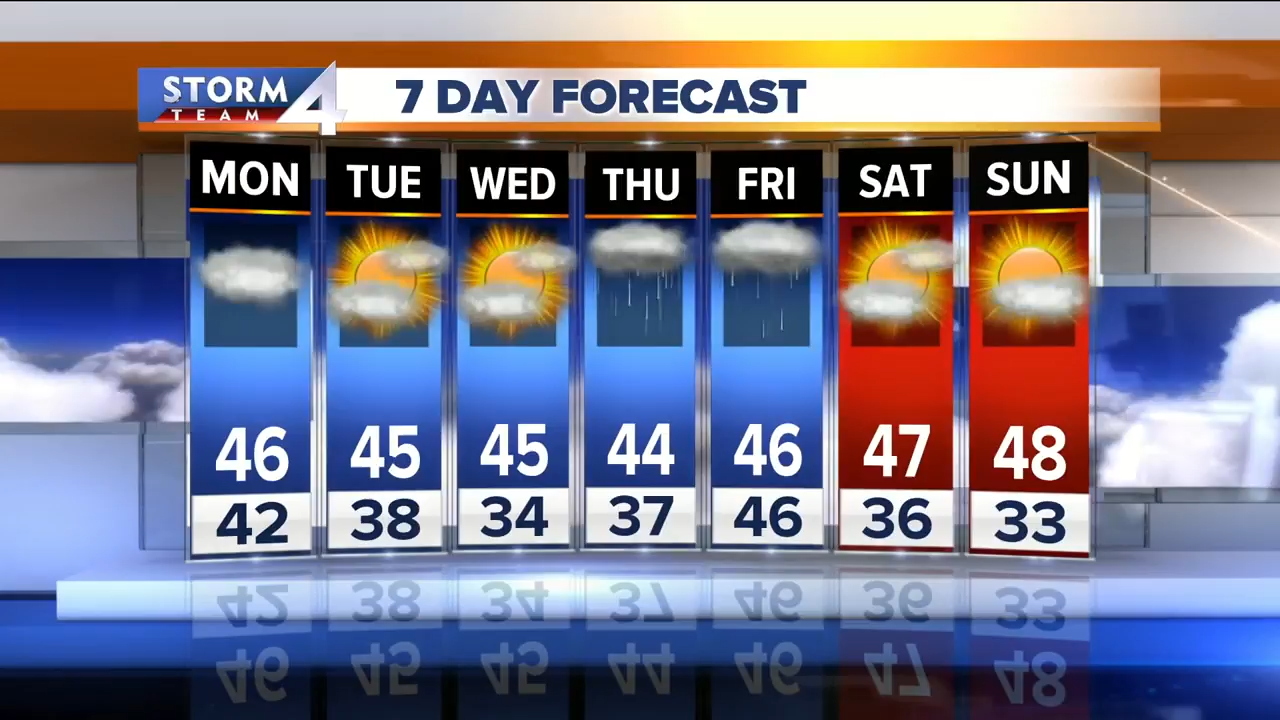 STORM
TEAM
4
7 DAY FORECAST
MON TUE WED THU FRI SAT SUN
46 45 45 44 46 47 48
42 38 34 37 46 36 33